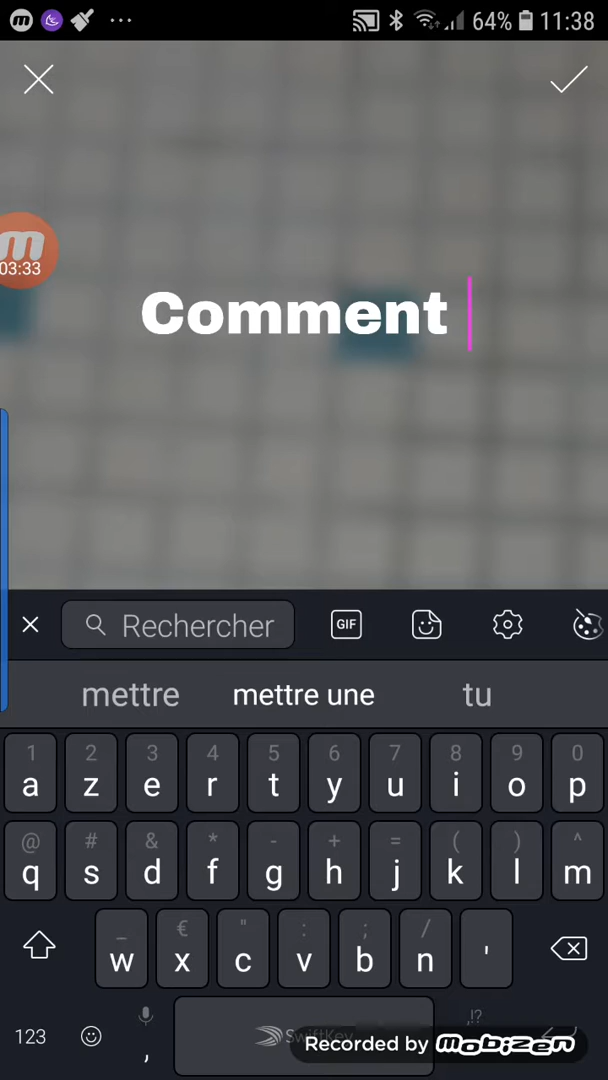 64% 11:38
03:33
Comment
GIF
Rechercher
mettre mettre une tu
1 2 3 4 5 6 7 8 9 0
a z e r t y u i o p
@ # & * - + = ( ) ^
q s d f g h j k l m
_ € " : ; /
w x c v b n '
,!?
123 ,
Recorded by Mobizen